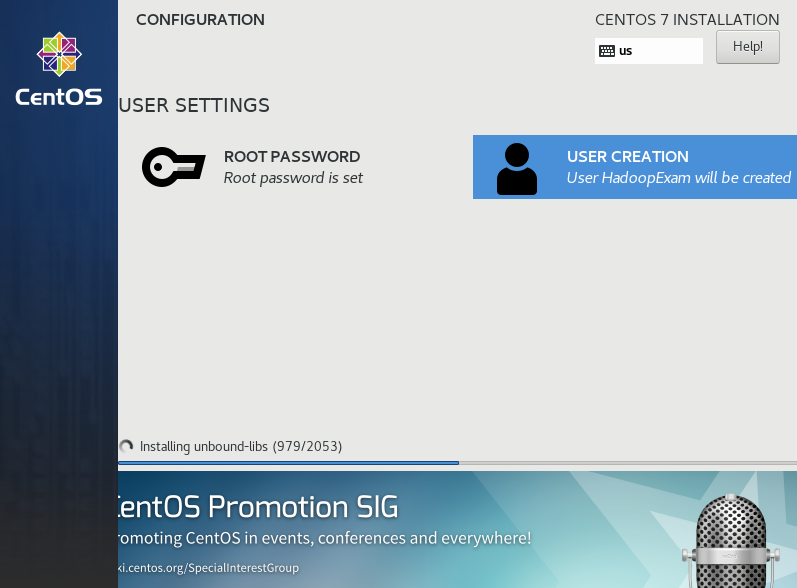 CONFIGURATION
CENTOS 7 INSTALLATION
us
Help!
CentOS
USER SETTINGS
ROOT PASSWORD
Root password is set
USER CREATION
User HadoopExam will be created
Installing unbound-libs (979/2053)
CentOS Promotion SIG
romoting CentOS in events, conferences and everywhere!
ki.centos.org/SpecialInterestGroup